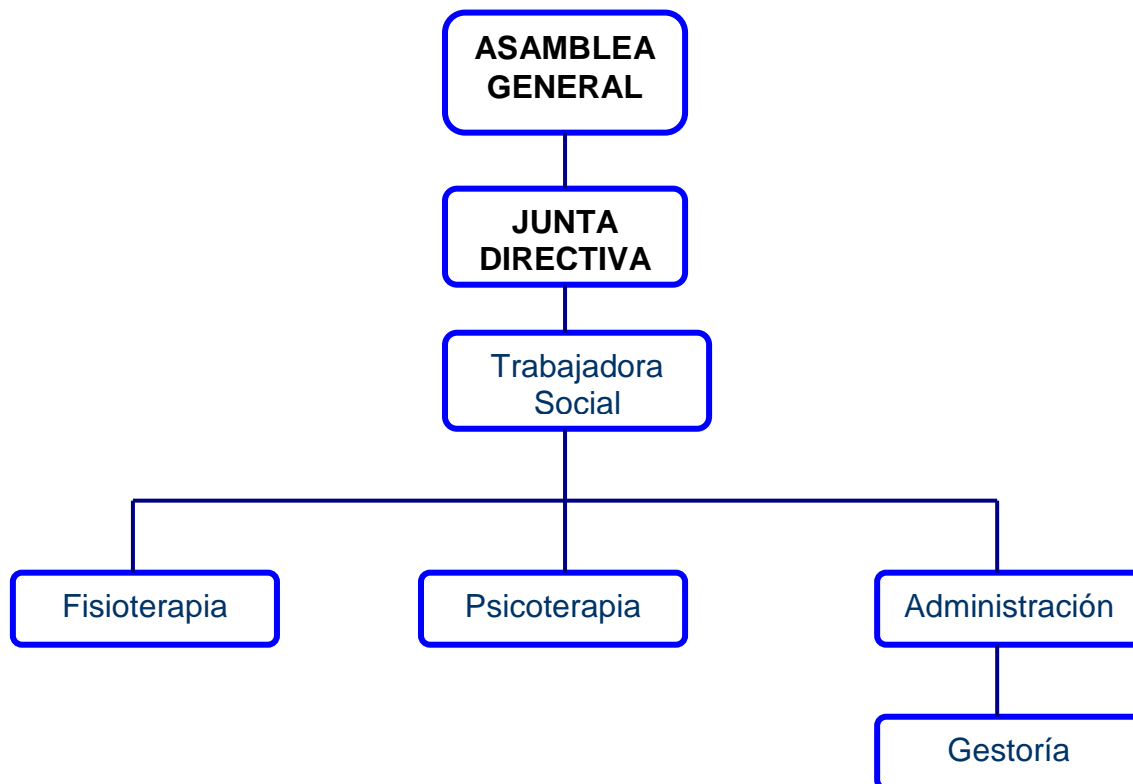 ASAMBLEA
GENERAL
JUNTA
DIRECTIVA
Trabajadora
Social
Fisioterapia
Psicoterapia
Administración
Gestoría